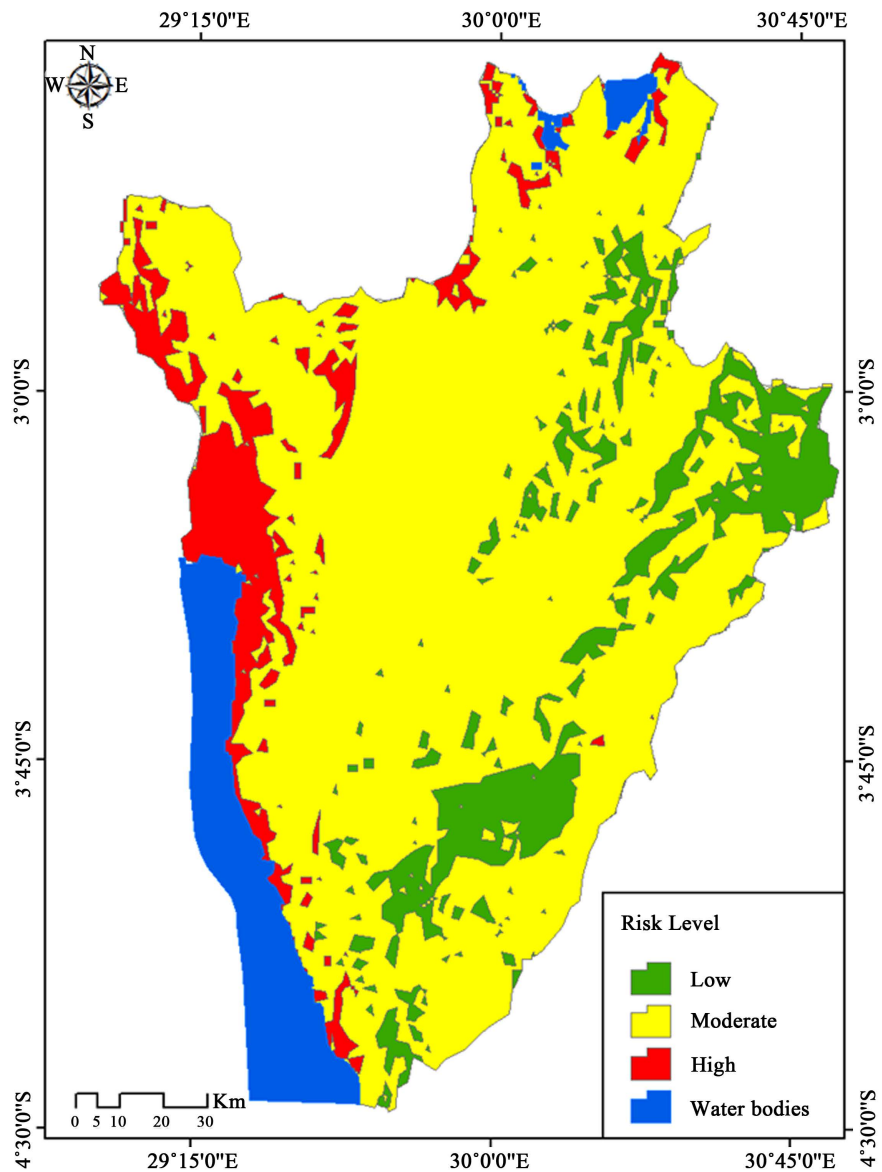 29°15'0"E 30°0'0"E 30°45'0"E
N
W E
S
3°0'0"S 3°0'0"S
3°45'0"S 3°45'0"S
Risk Level
Low
Moderate
High
Water bodies
Km
0 5 10 20 30
4°30'0"S 4°30'0"S
29°15'0"E 30°0'0"E 30°45'0"E